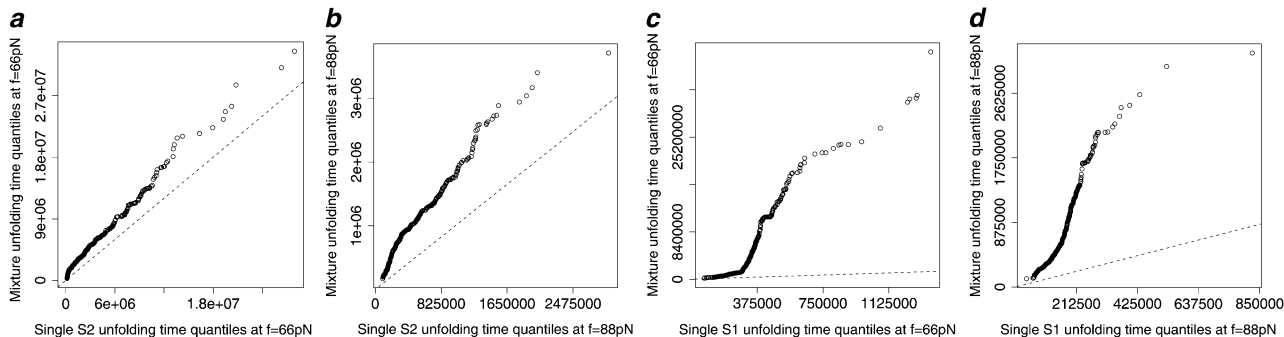 a
Mixture unfolding time quantiles at f=66pN
0
9e+06
1.8e+07
2.7e+07
0
6e+06
1.8e+07
Single S2 unfolding time quantiles at f=66pN
b
Mixture unfolding time quantiles at f=88pN
1e+06
2e+06
3e+06
0
825000
1650000
2475000
Single S2 unfolding time quantiles at f=88pN
c
Mixture unfolding time quantiles at f=66pN
0
8400000
25200000
375000
750000
1125000
Single S1 unfolding time quantiles at f=66pN
d
Mixture unfolding time quantiles at f=88pN
0
875000
1750000
2625000
212500
425000
637500
850000
Single S1 unfolding time quantiles at f=88pN